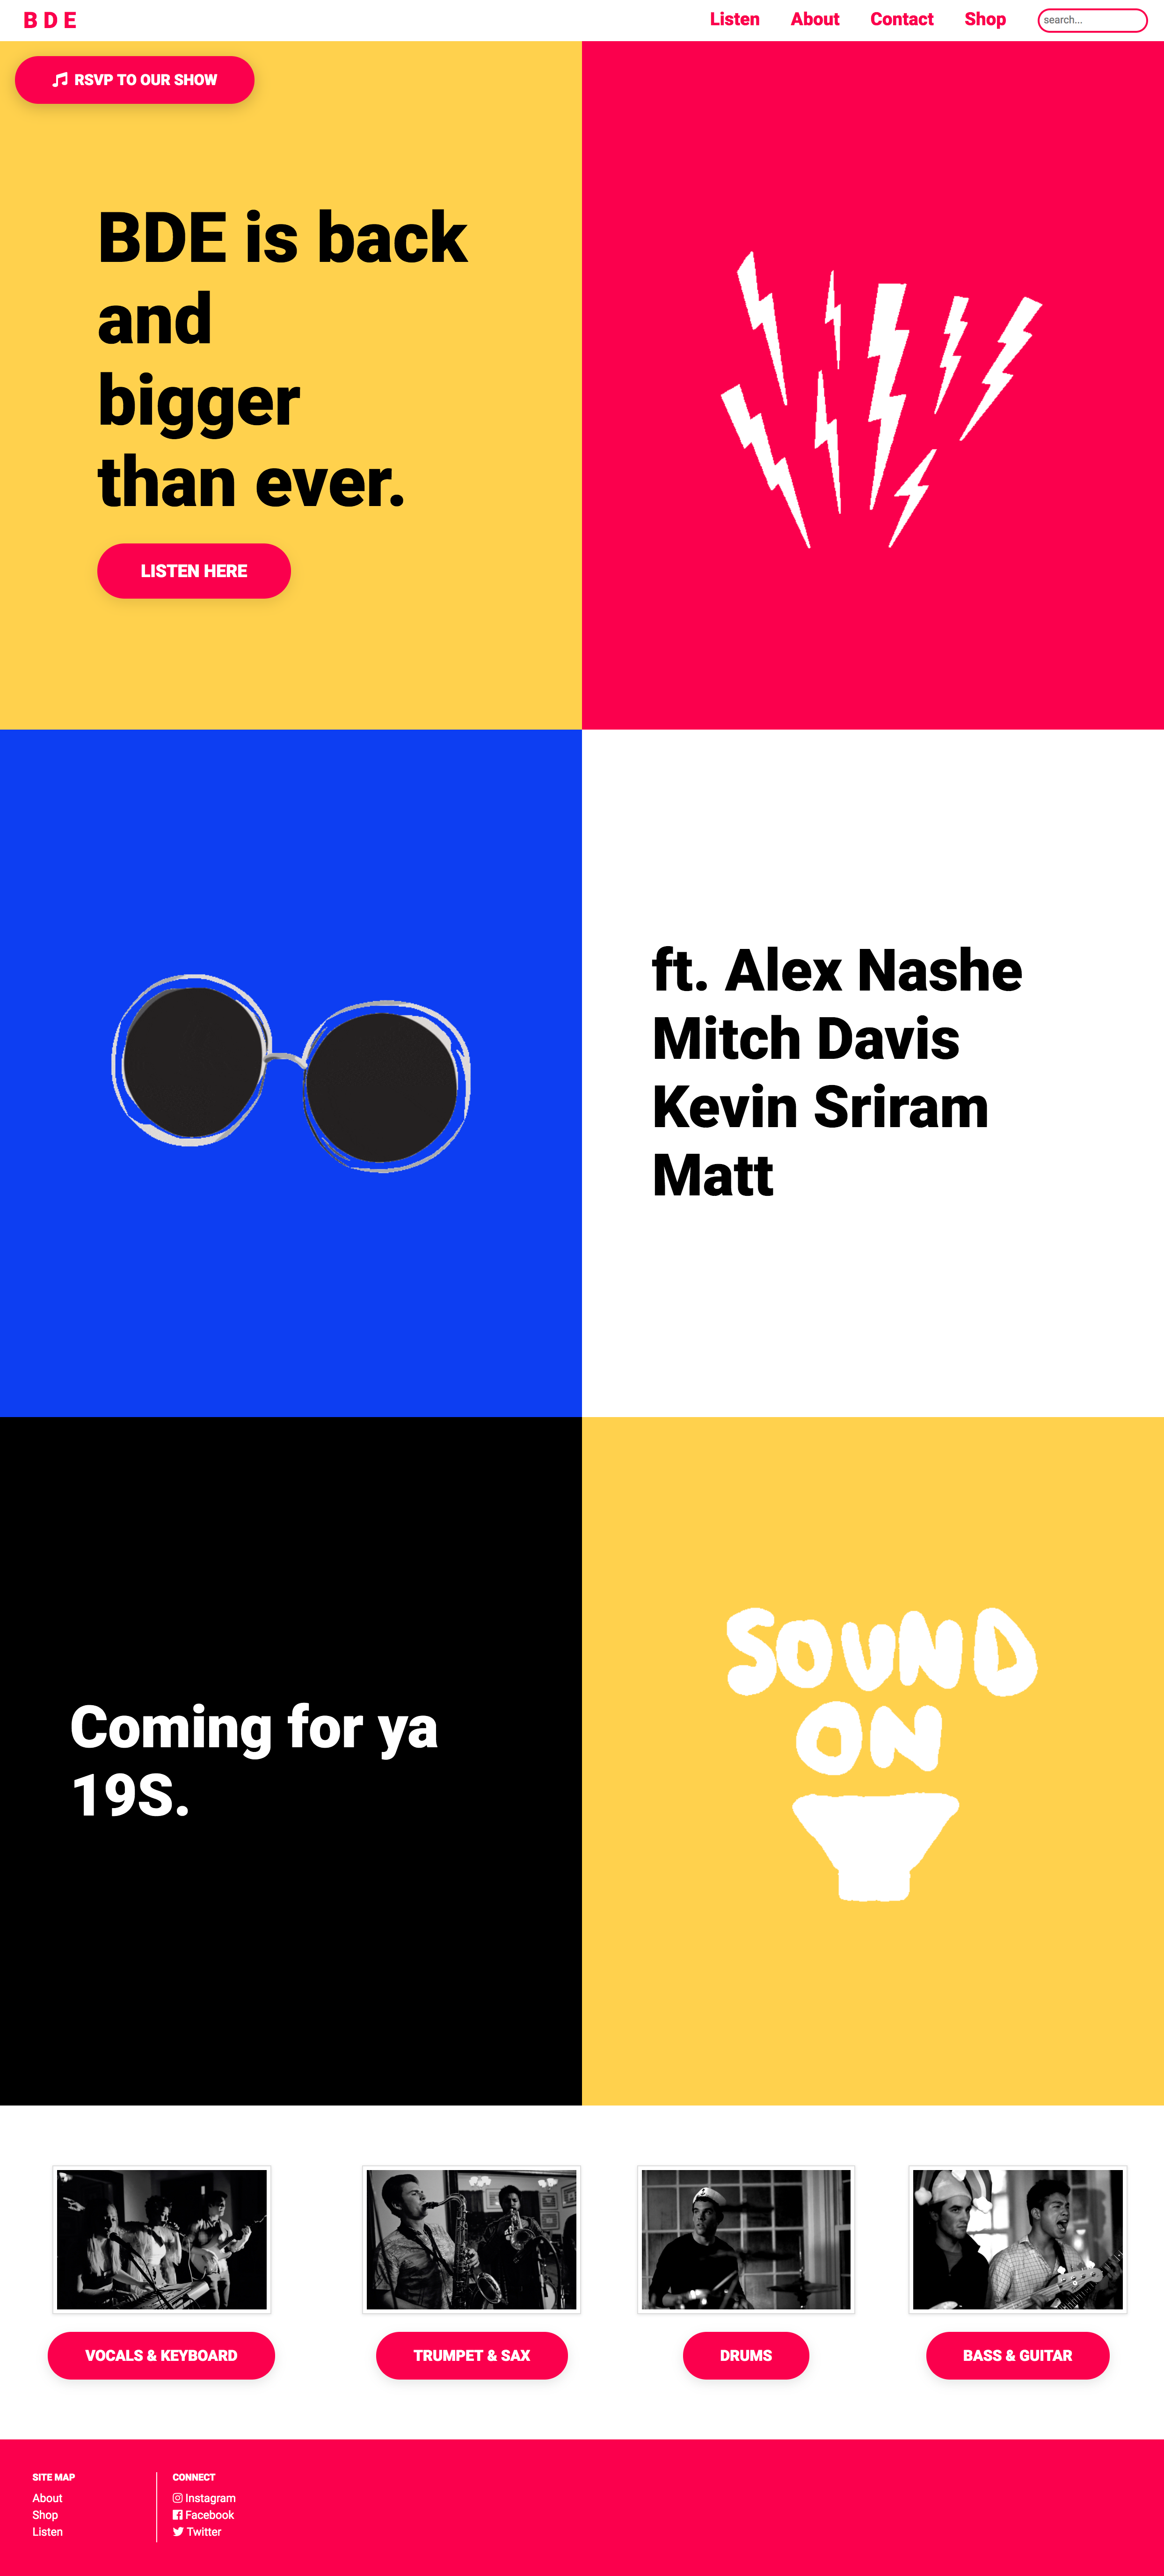 BDE
Listen About Contact Shop search...
RSVP TO OUR SHOW
BDE is back
and
bigger
than ever.
LISTEN HERE
ft. Alex Nashe
Mitch Davis
Kevin Sriram
Matt
Coming for ya
19S.
SOUND
ON
VOCALS & KEYBOARD
TRUMPET & SAX
DRUMS
BASS & GUITAR
SITE MAP
About
Shop
Listen
CONNECT
Instagram
Facebook
Twitter